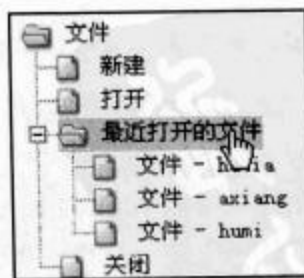 文件
新建
打开
最近打开的文件
文件 -
文件 - axiang
文件 - humi
关闭